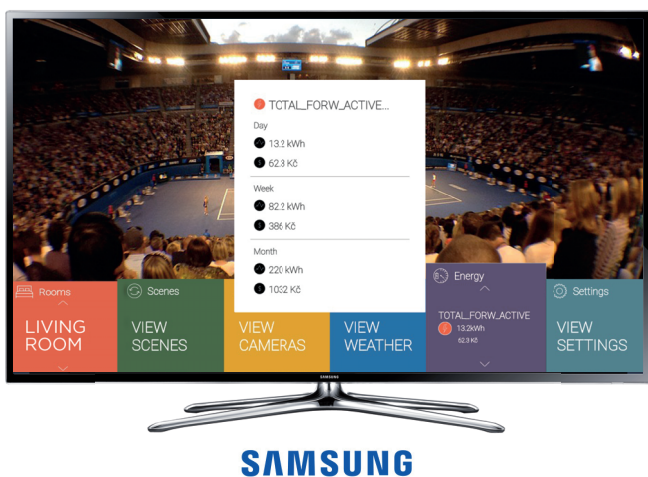 TCTAL_FORW_ACTIVE...
Day
13.2 kWh
62.3 Kč
Week
82.2 kWh
386 Kč
Month
220 kWh
1032 Kč
Rooms
LIVING
ROOM
Scenes
VIEW
SCENES
VIEW
CAMERAS
VIEW
WEATHER
Energy
TOTAL_FORW_ACTIVE
13.2kWh
62.3 Kč
Settings
VIEW
SETTINGS
SAMSUNG
SAMSUNG